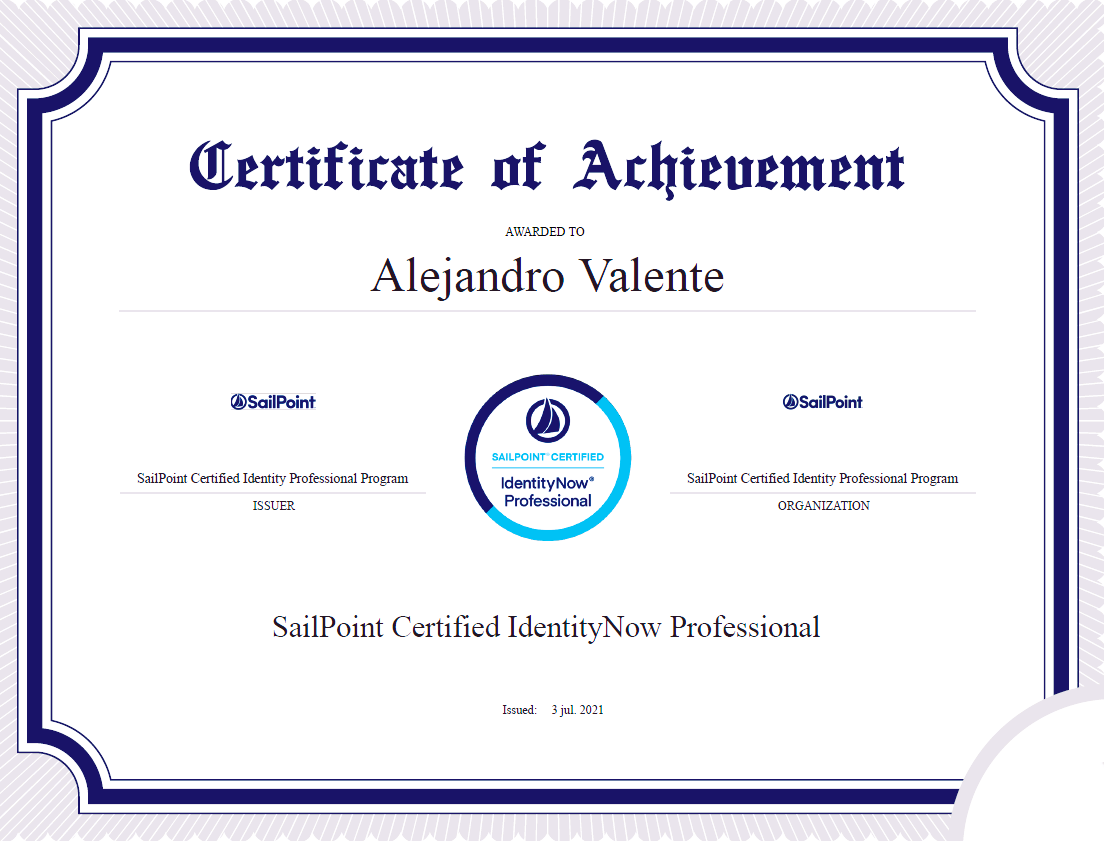 Certificate of Achievement
AWARDED TO
Alejandro Valente
SailPoint
SailPoint Certified Identity Professional Program
ISSUER
SAILPOINT™ CERTIFIED
IdentityNow®
Professional
SailPoint
SailPoint Certified Identity Professional Program
ORGANIZATION
SailPoint Certified IdentityNow Professional
Issued: 3 jul. 2021